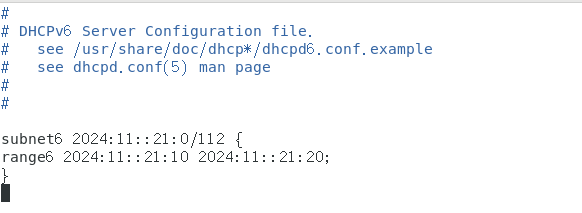 #
# DHCPv6 Server Configuration file.
#   see /usr/share/doc/dhcp*/dhcpd6.conf.example
#   see dhcpd.conf(5) man page
#
#
subnet6 2024:11::21:0/112 {
range6 2024:11::21:10 2024:11::21:20;
}